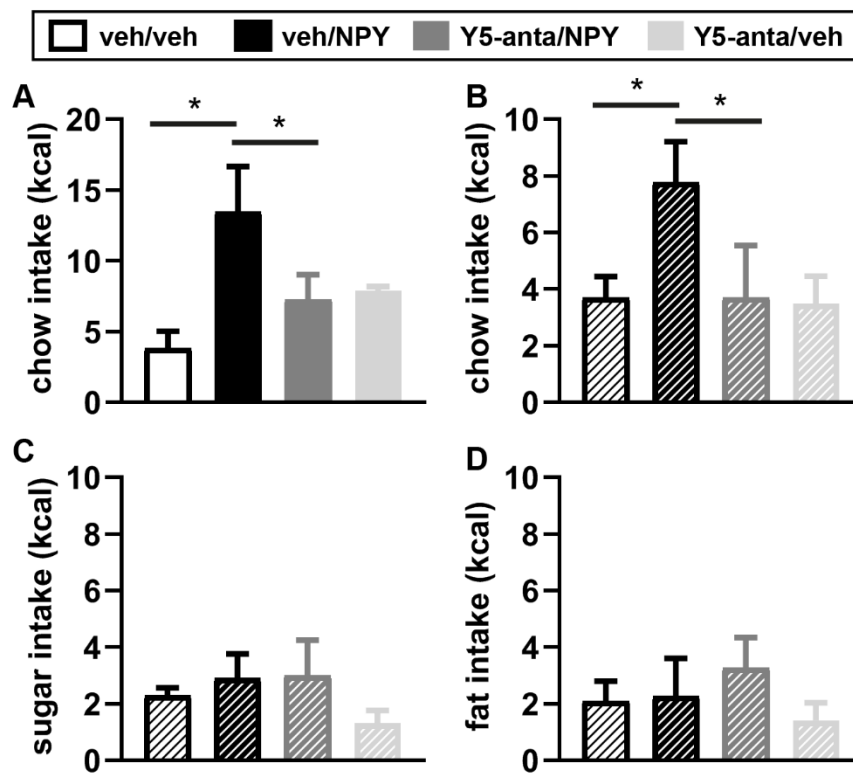 veh/veh veh/NPY Y5-anta/NPY Y5-anta/veh
A
* *
chow intake (kcal)
20
15
10
5
0
B
* *
chow intake (kcal)
10
8
6
4
2
0
C
sugar intake (kcal)
10
8
6
4
2
0
D
fat intake (kcal)
10
8
6
4
2
0